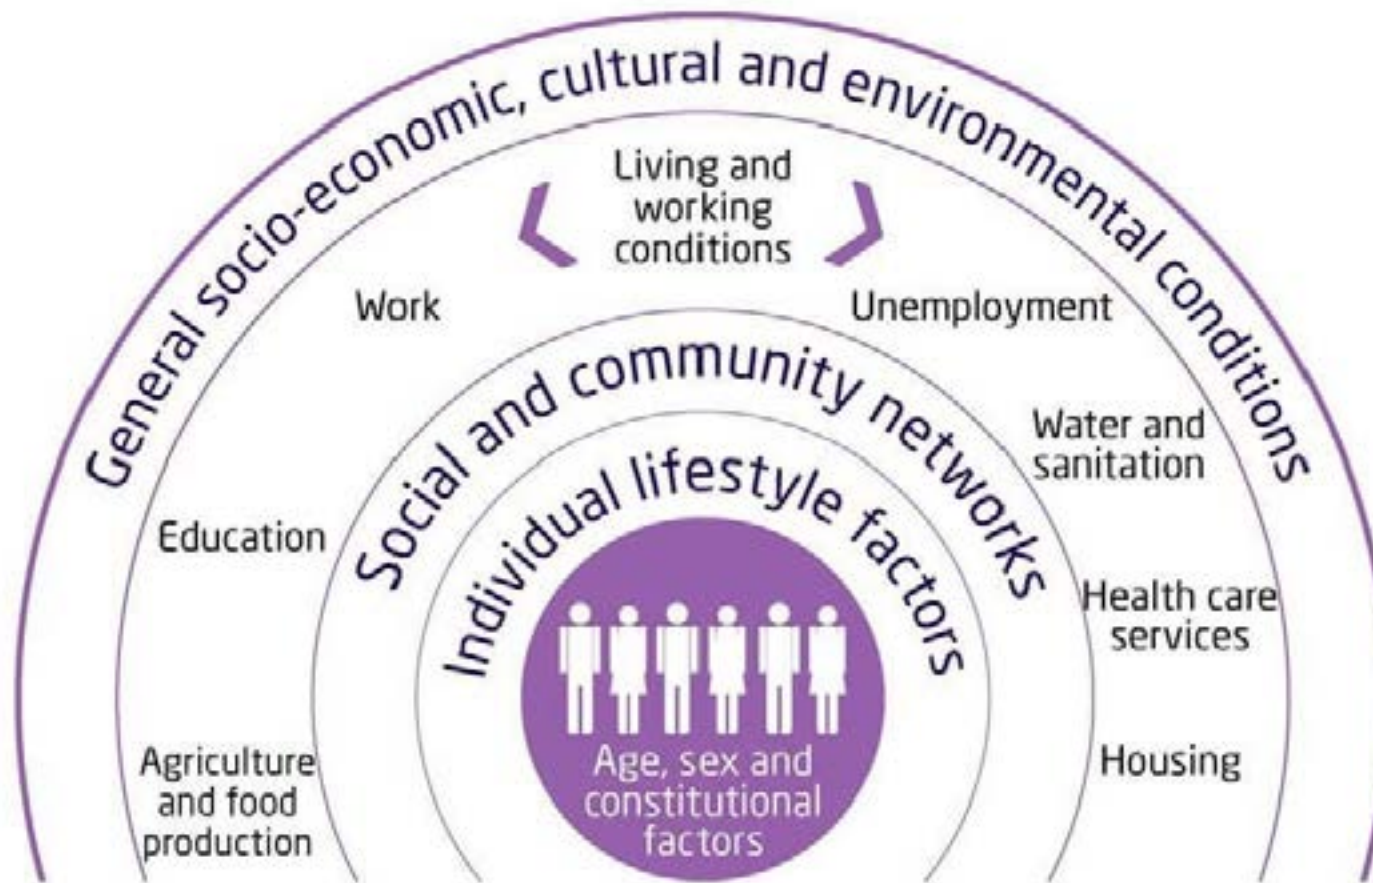 General socio-economic, cultural and environmental conditions
Living and
working
conditions
Work
Unemployment
Social and community networks
Water and
sanitation
Individual lifestyle factors
Education
Health care
services
Agriculture
and food
production
Housing
Age, sex and
constitutional
factors